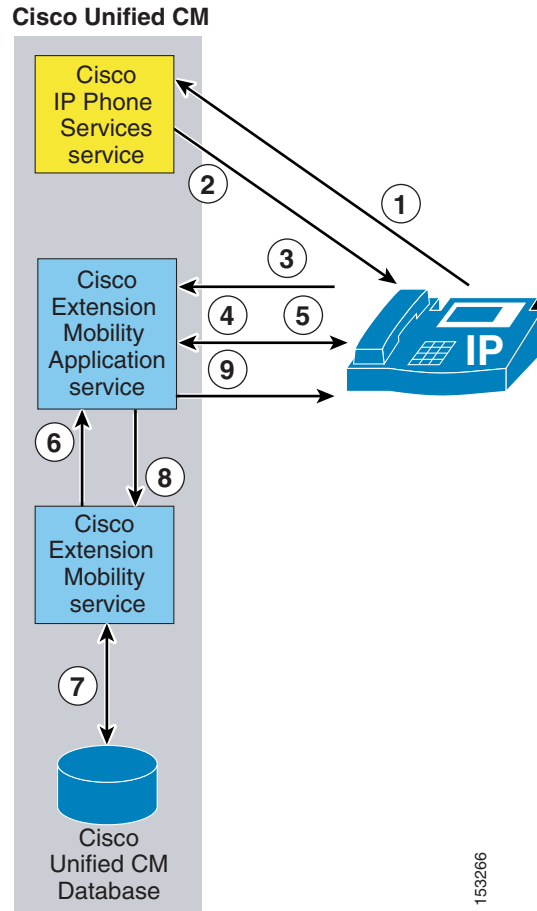 Cisco Unified CM
Cisco
IP Phone
Services
service
2
1
3
Cisco
Extension
Mobility
Application
service
4
5
9
IP
6
8
Cisco
Extension
Mobility
service
7
Cisco
Unified CM
Database
153266